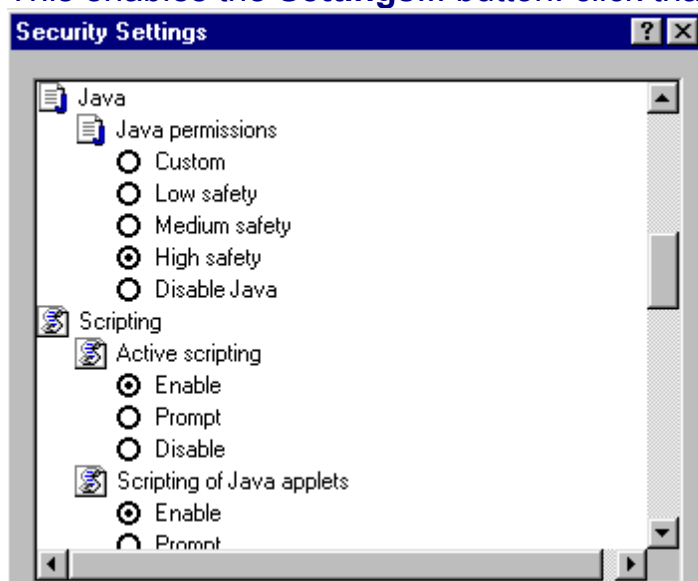 Security Settings
Java
Java permissions
Custom
Low safety
Medium safety
High safety
Disable Java
Scripting
Active scripting
Enable
Prompt
Disable
Scripting of Java applets
Enable
Prompt